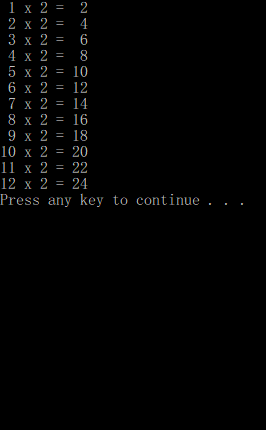 1 x 2 =  2
 2 x 2 =  4
 3 x 2 =  6
 4 x 2 =  8
 5 x 2 = 10
 6 x 2 = 12
 7 x 2 = 14
 8 x 2 = 16
 9 x 2 = 18
10 x 2 = 20
11 x 2 = 22
12 x 2 = 24
Press any key to continue . . .